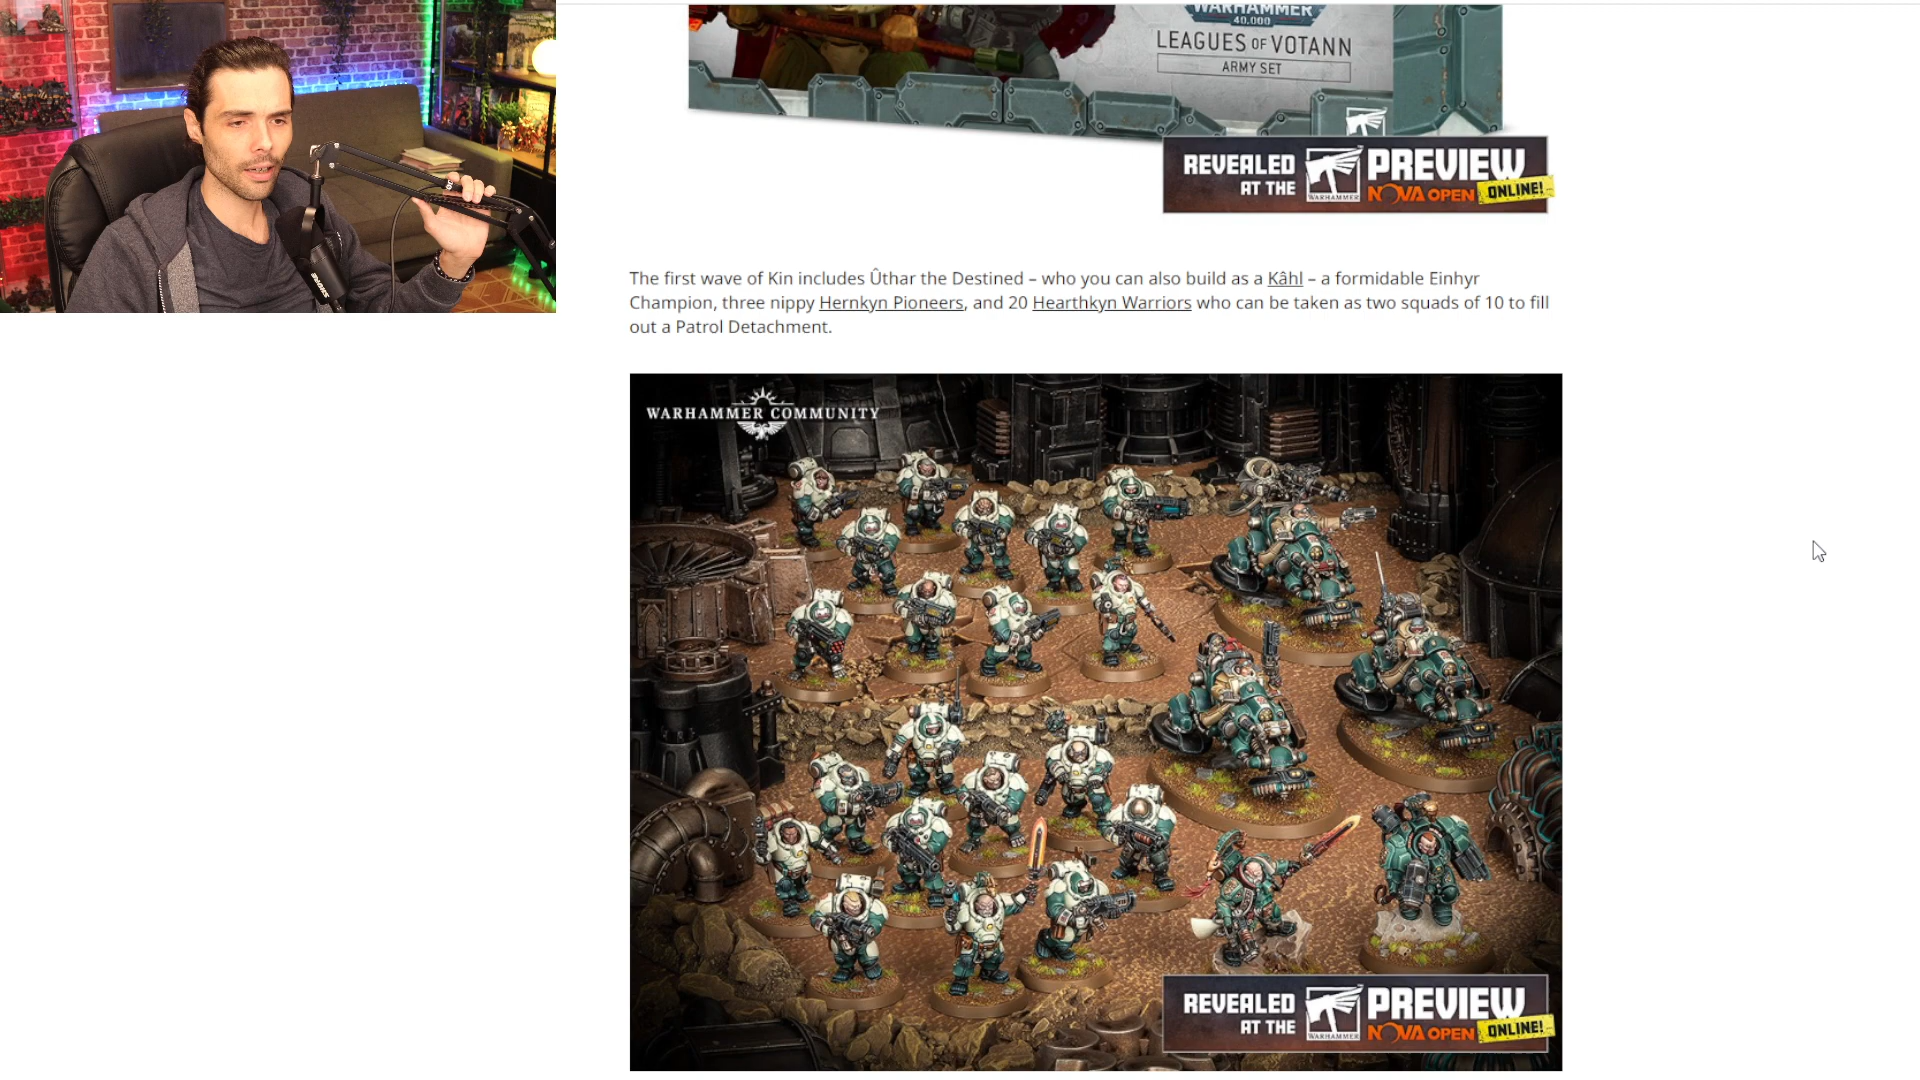 WARHAMMER
40,000
LEAGUES OF VOTANN
ARMY SET
REVEALED AT THE
WARHAMMER
PREVIEW
NOVA OPEN ONLINE!
The first wave of Kin includes Ûthar the Destined – who you can also build as a Kâhl – a formidable Einhyr
Champion, three nippy Hernkyn Pioneers, and 20 Hearthkyn Warriors who can be taken as two squads of 10 to fill
out a Patrol Detachment.
WARHAMMER COMMUNITY
REVEALED AT THE
WARHAMMER
PREVIEW
NOVA OPEN ONLINE!